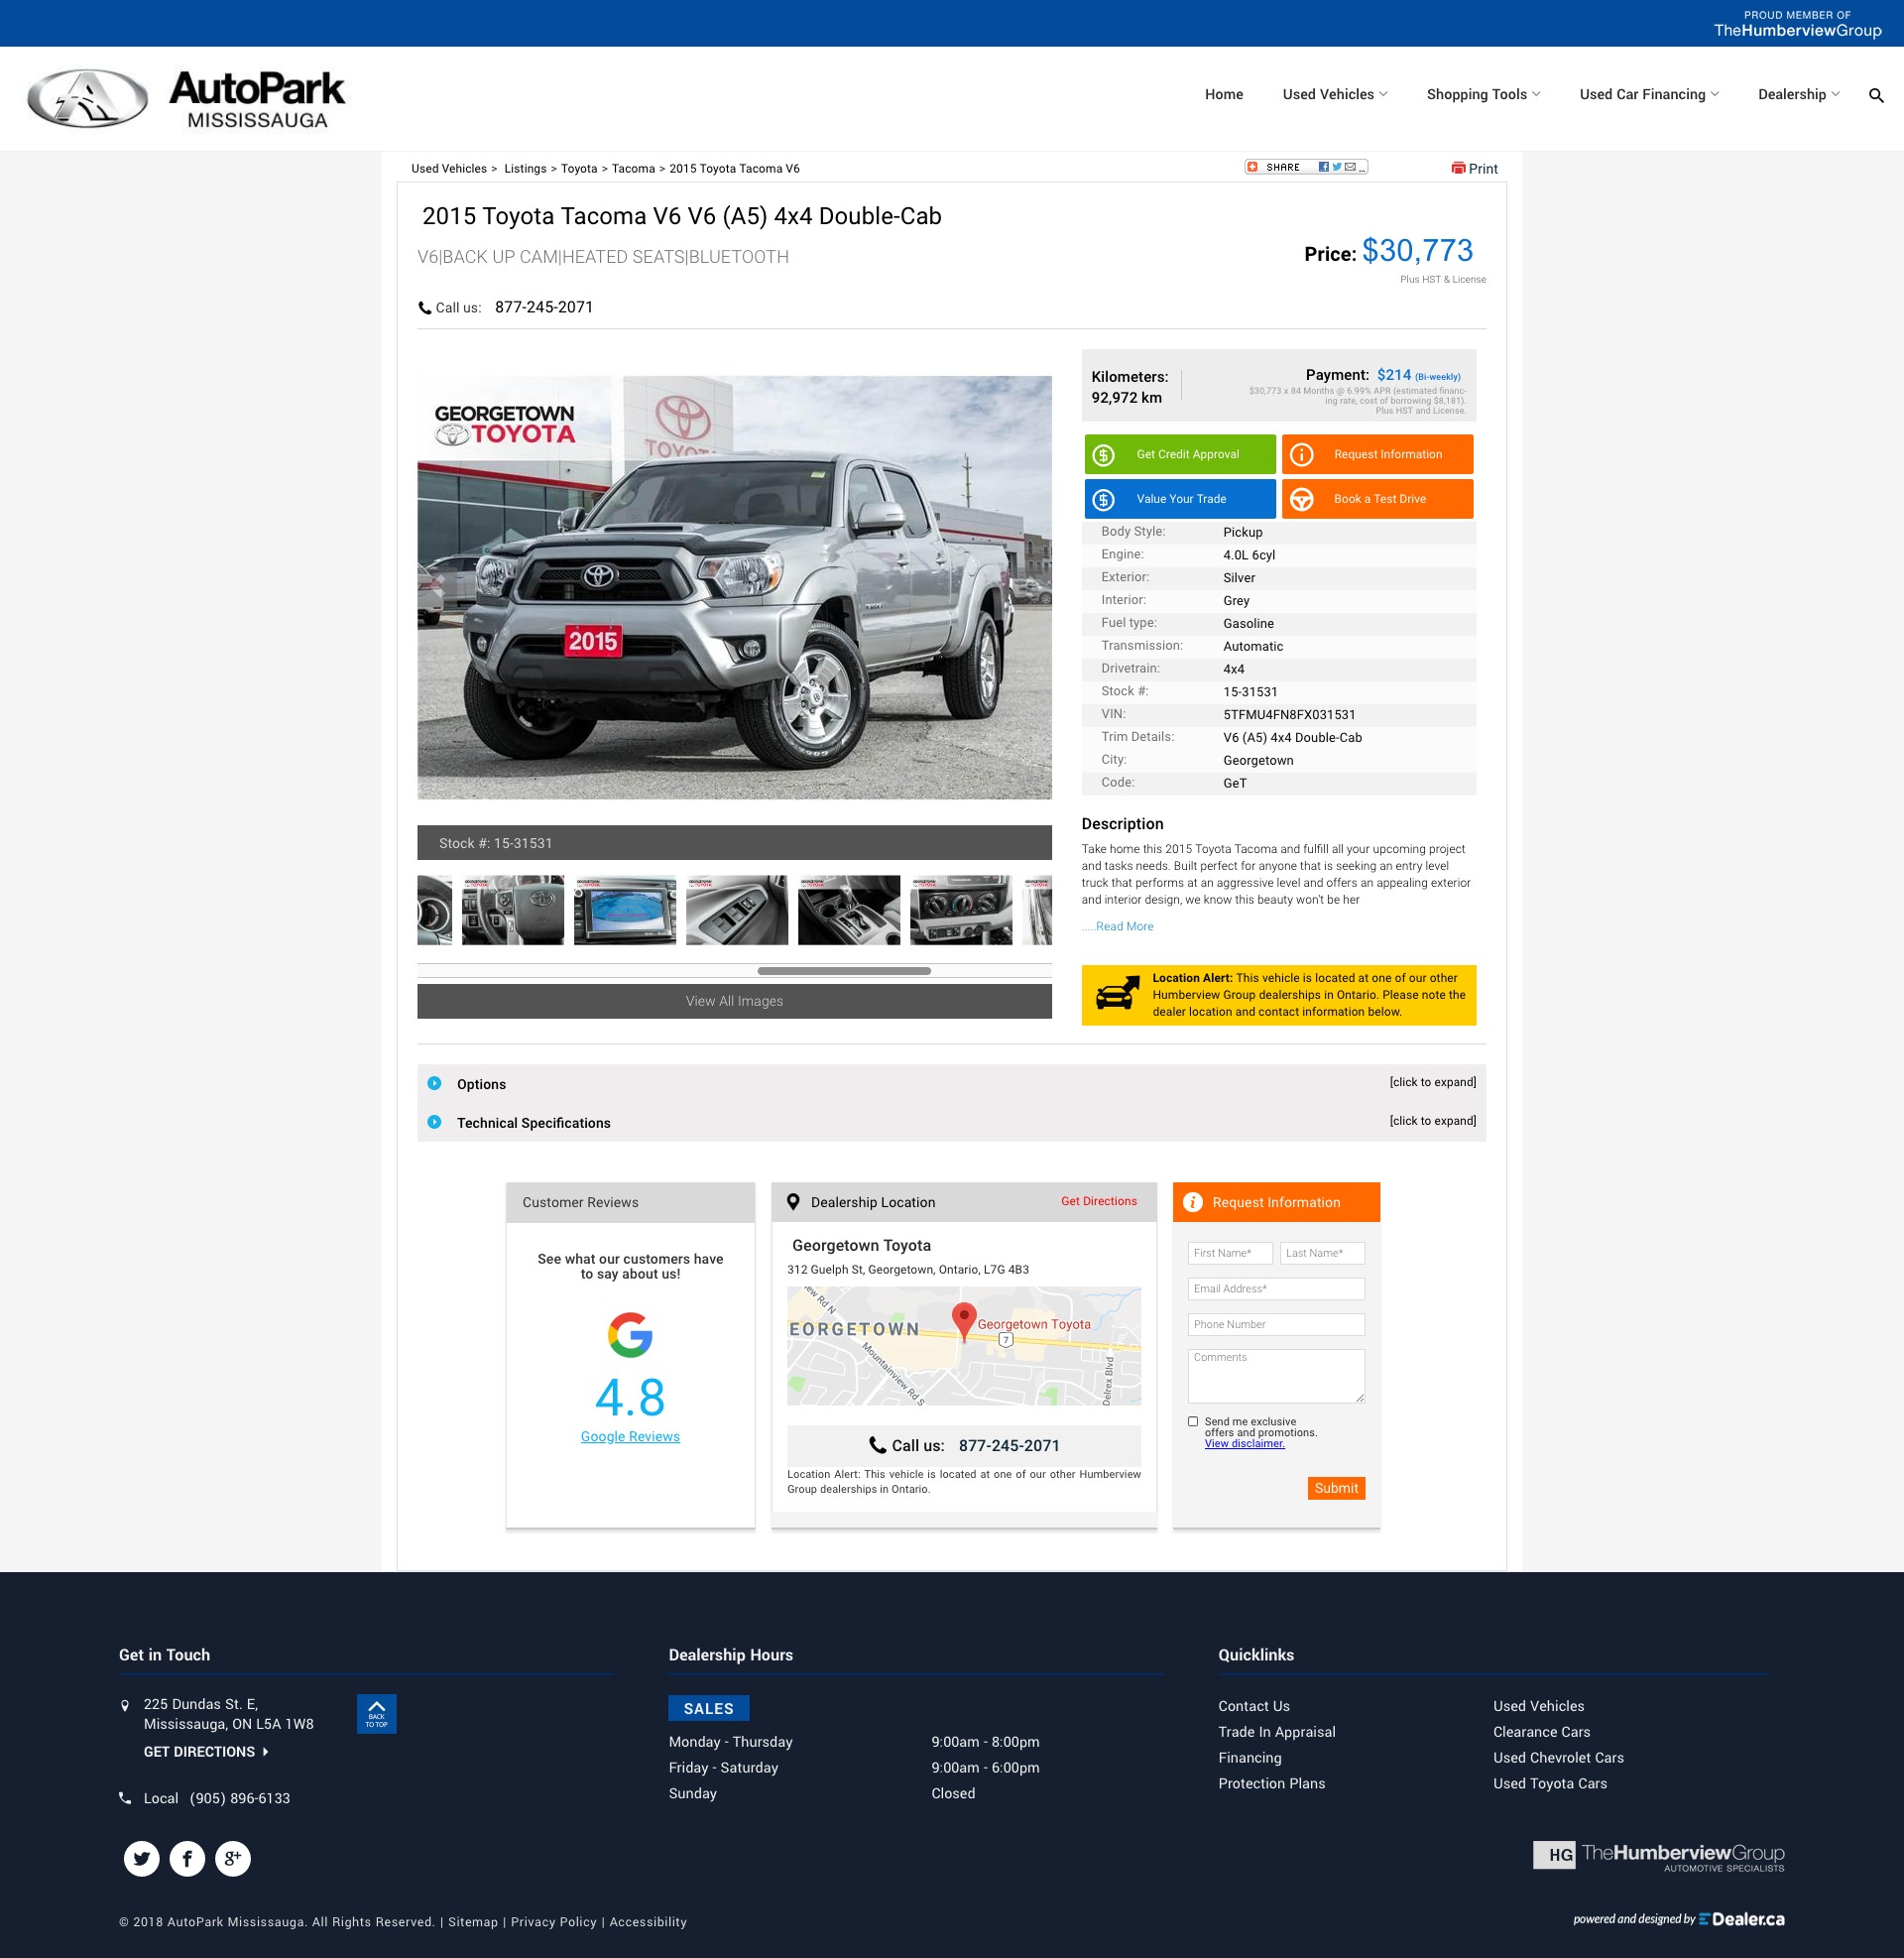 PROUD MEMBER OF
TheHumberviewGroup
AutoPark
MISSISSAUGA
Home
Used Vehicles
Shopping Tools
Used Car Financing
Dealership
Used Vehicles > Listings > Toyota > Tacoma > 2015 Toyota Tacoma V6
SHARE
...
Print
2015 Toyota Tacoma V6 V6 (A5) 4x4 Double-Cab
V6|BACK UP CAM|HEATED SEATS|BLUETOOTH
Price: $30,773
Plus HST & License
Call us: 877-245-2071
GEORGETOWN
TOYOTA
TOYOTA
2015
Kilometers:
92,972 km
Payment: $214 (Bi-weekly)
$30,773 x 84 Months @ 6.99% APR (estimated financ-
ing rate, cost of borrowing $8,181).
Plus HST and License.
Get Credit Approval
Request Information
Value Your Trade
Book a Test Drive
Body Style: Pickup
Engine: 4.0L 6cyl
Exterior: Silver
Interior: Grey
Fuel type: Gasoline
Transmission: Automatic
Drivetrain: 4x4
Stock #: 15-31531
VIN: 5TFMU4FN8FX031531
Trim Details: V6 (A5) 4x4 Double-Cab
City: Georgetown
Code: GeT
Stock #: 15-31531
View All Images
Description
Take home this 2015 Toyota Tacoma and fulfill all your upcoming project
and tasks needs. Built perfect for anyone that is seeking an entry level
truck that performs at an aggressive level and offers an appealing exterior
and interior design, we know this beauty won't be her
.....Read More
Location Alert: This vehicle is located at one of our other
Humberview Group dealerships in Ontario. Please note the
dealer location and contact information below.
Options [click to expand]
Technical Specifications [click to expand]
Customer Reviews
See what our customers have
to say about us!
4.8
Google Reviews
Dealership Location Get Directions
Georgetown Toyota
312 Guelph St, Georgetown, Ontario, L7G 4B3
ew Rd N
EORGETOWN
Georgetown Toyota
7
Mountainview Rd S
Delrex Blvd
Call us: 877-245-2071
Location Alert: This vehicle is located at one of our other Humberview
Group dealerships in Ontario.
Request Information
First Name*
Last Name*
Email Address*
Phone Number
Comments
Send me exclusive
offers and promotions.
View disclaimer.
Submit
Get in Touch
225 Dundas St. E,
Mississauga, ON L5A 1W8
GET DIRECTIONS
BACK
TO TOP
Local (905) 896-6133
Dealership Hours
SALES
Monday - Thursday 9:00am - 8:00pm
Friday - Saturday 9:00am - 6:00pm
Sunday Closed
Quicklinks
Contact Us
Trade In Appraisal
Financing
Protection Plans
Used Vehicles
Clearance Cars
Used Chevrolet Cars
Used Toyota Cars
HG TheHumberviewGroup
AUTOMOTIVE SPECIALISTS
© 2018 AutoPark Mississauga. All Rights Reserved. | Sitemap | Privacy Policy | Accessibility
powered and designed by EDealer.ca